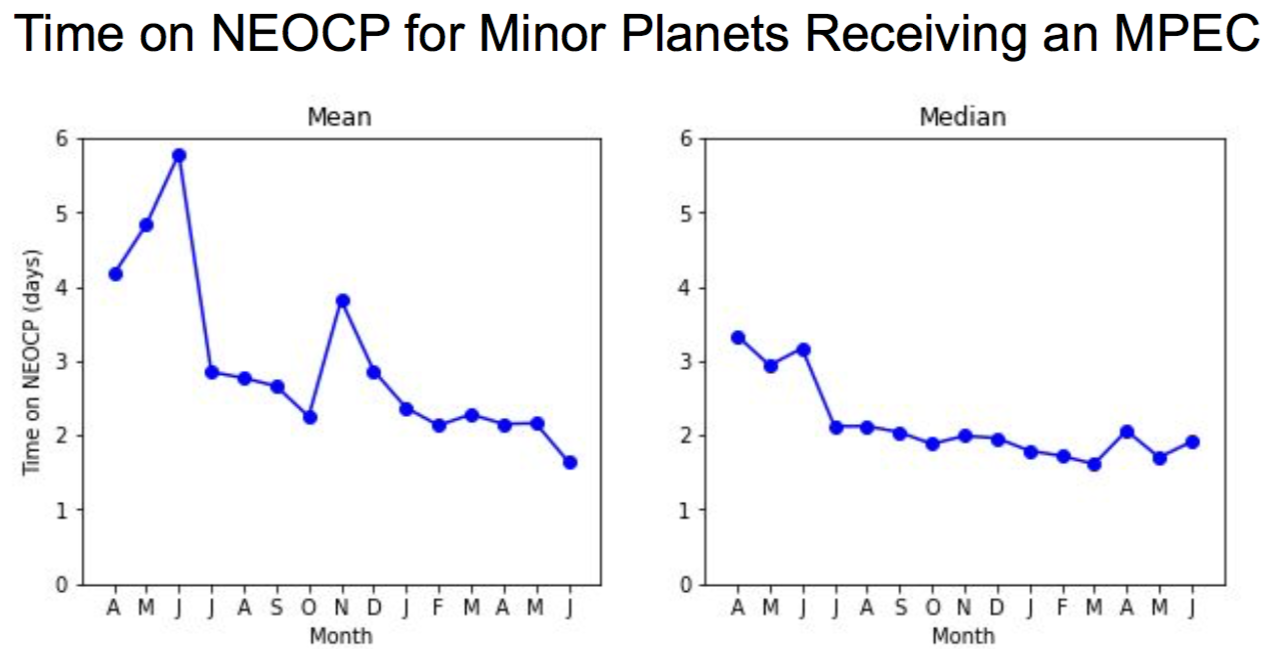 Time on NEOCP for Minor Planets Receiving an MPEC
Mean
6
5
4
3
2
1
0
Time on NEOCP (days)
A M J J A S O N D J F M A M J
Month
Median
6
5
4
3
2
1
0
A M J J A S O N D J F M A M J
Month